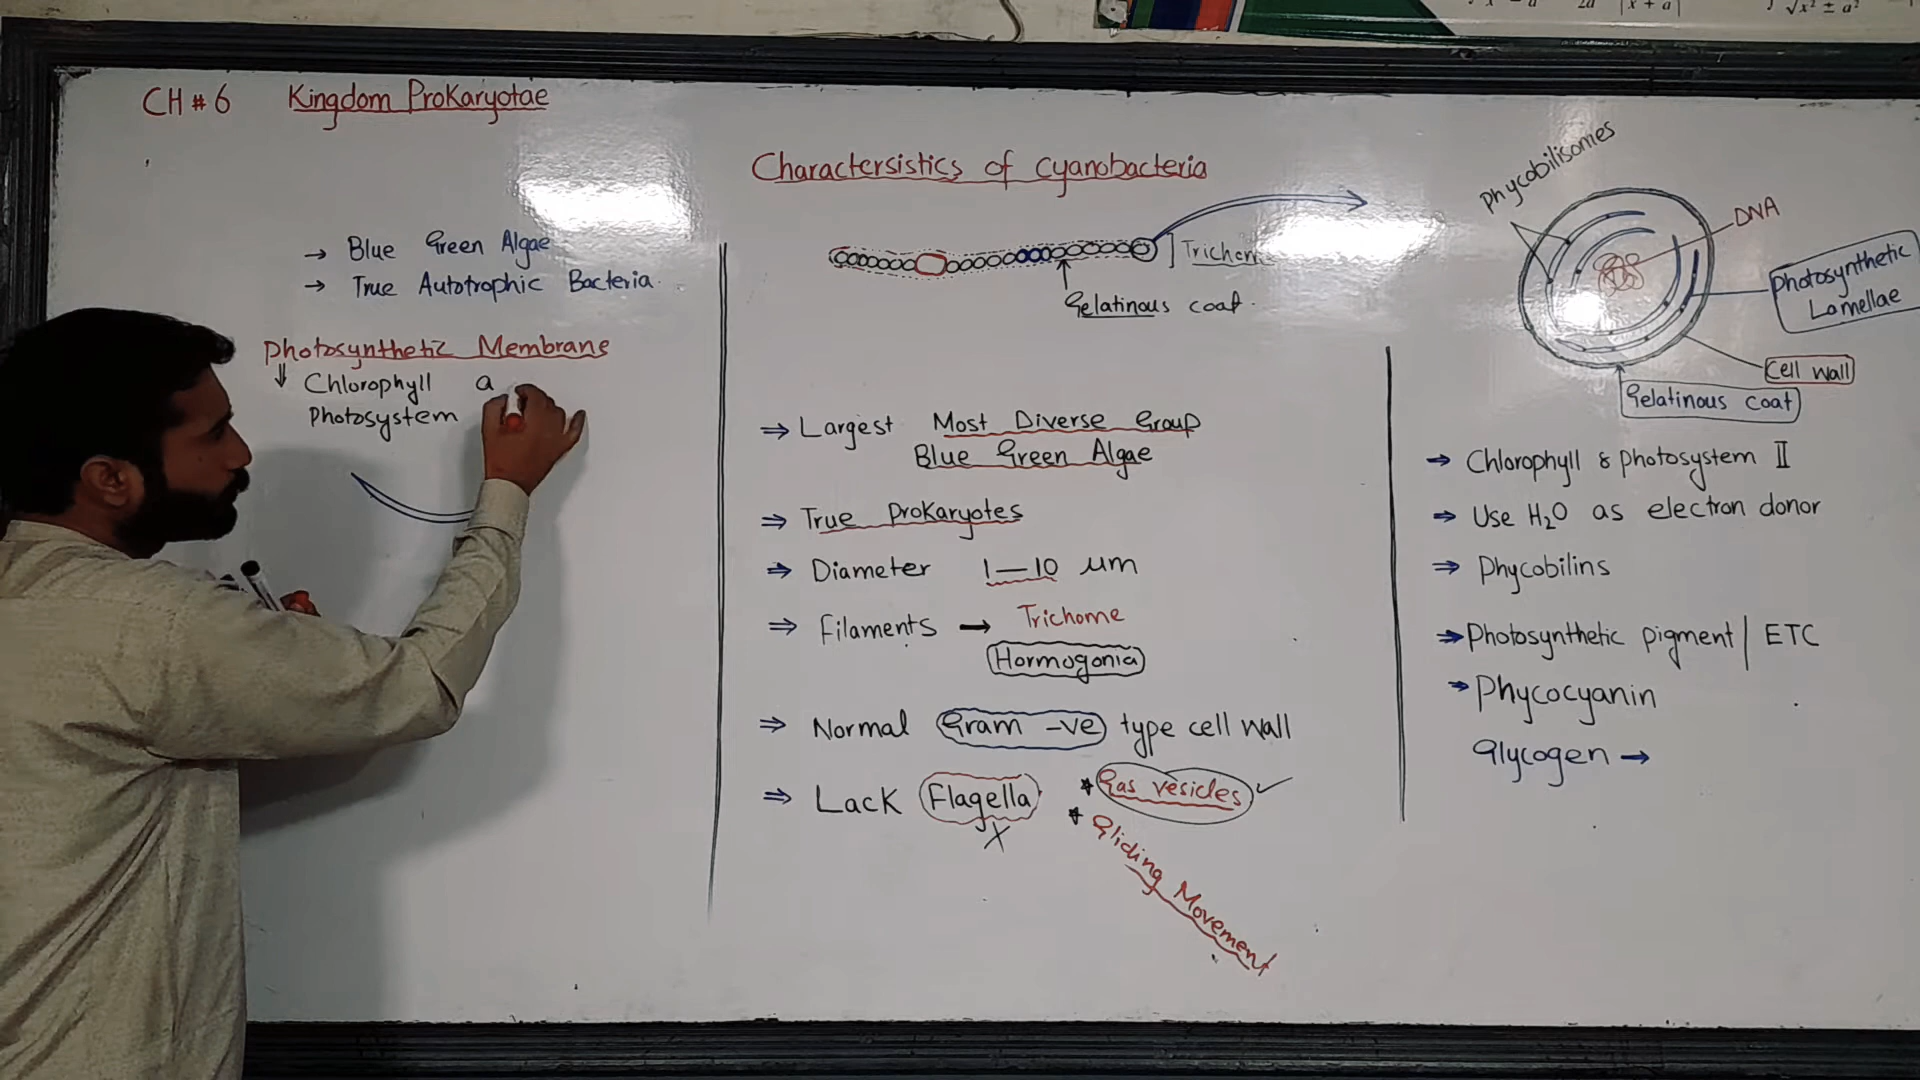 CH # 6 Kingdom Prokaryotae
Charactersistics of cyanobacteria
→ Blue Green Algae
→ True Autotrophic Bacteria.
Photosynthetic Membrane
⇓ Chlorophyll a
Photosystem
] Trichom
Gelatinous coat.
⇒ Largest Most Diverse Group
Blue Green Algae
⇒ True Prokaryotes
⇒ Diameter 1—10 µm
⇒ Filaments → Trichome
Hormogonia
⇒ Normal Gram -ve type cell wall
⇒ Lack Flagella * Gas vesicles ✓
X
* Gliding Movement
Phycobilisomes
DNA
Photosynthetic
Lamellae
Cell wall
Gelatinous coat
⇒ Chlorophyll & Photosystem II
⇒ Use H₂O as electron donor
⇒ Phycobilins
⇒ Photosynthetic pigment | ETC
⇒ Phycocyanin
Glycogen →